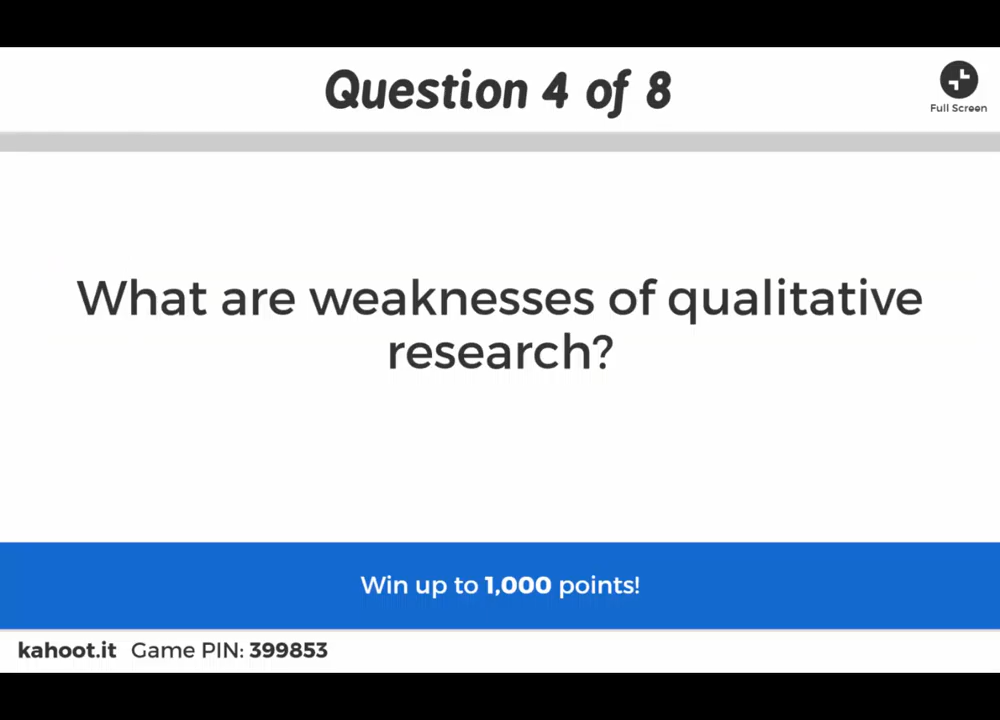 Question 4 of 8
Full Screen
What are weaknesses of qualitative
research?
Win up to 1,000 points!
kahoot.it Game PIN: 399853